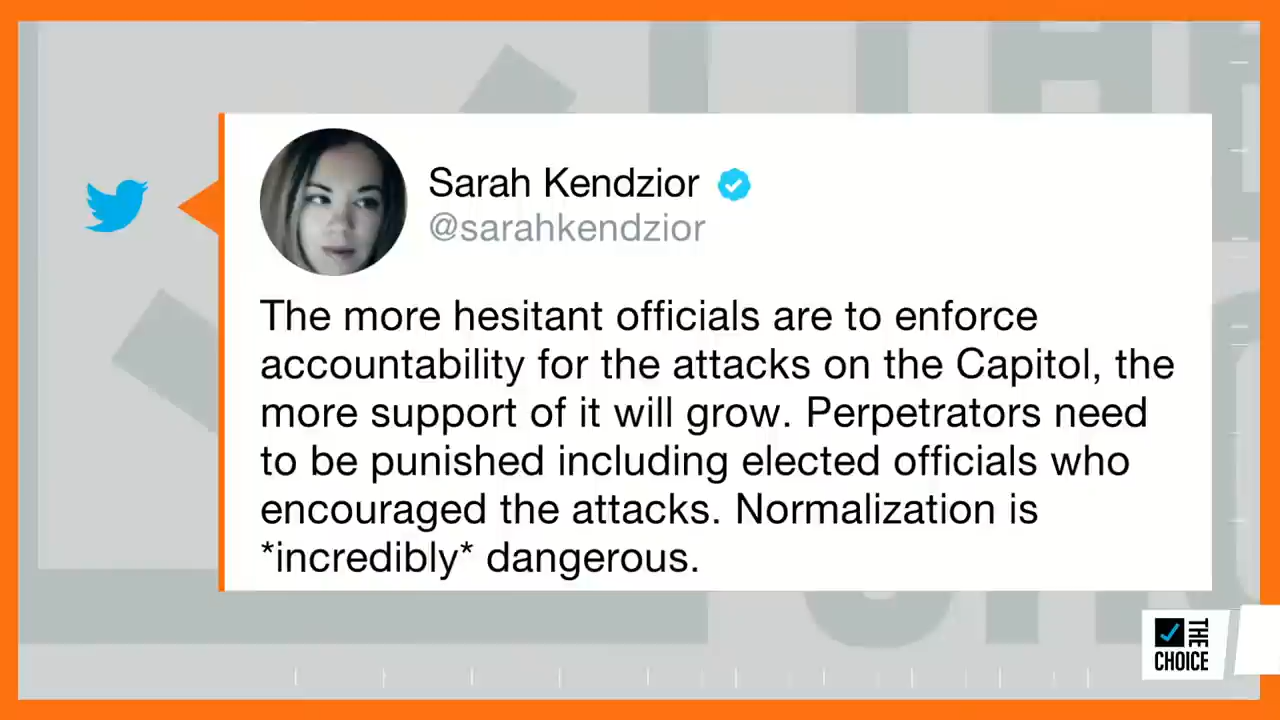 Sarah Kendzior
@sarahkendzior
The more hesitant officials are to enforce
accountability for the attacks on the Capitol, the
more support of it will grow. Perpetrators need
to be punished including elected officials who
encouraged the attacks. Normalization is
*incredibly* dangerous.
THE
CHOICE